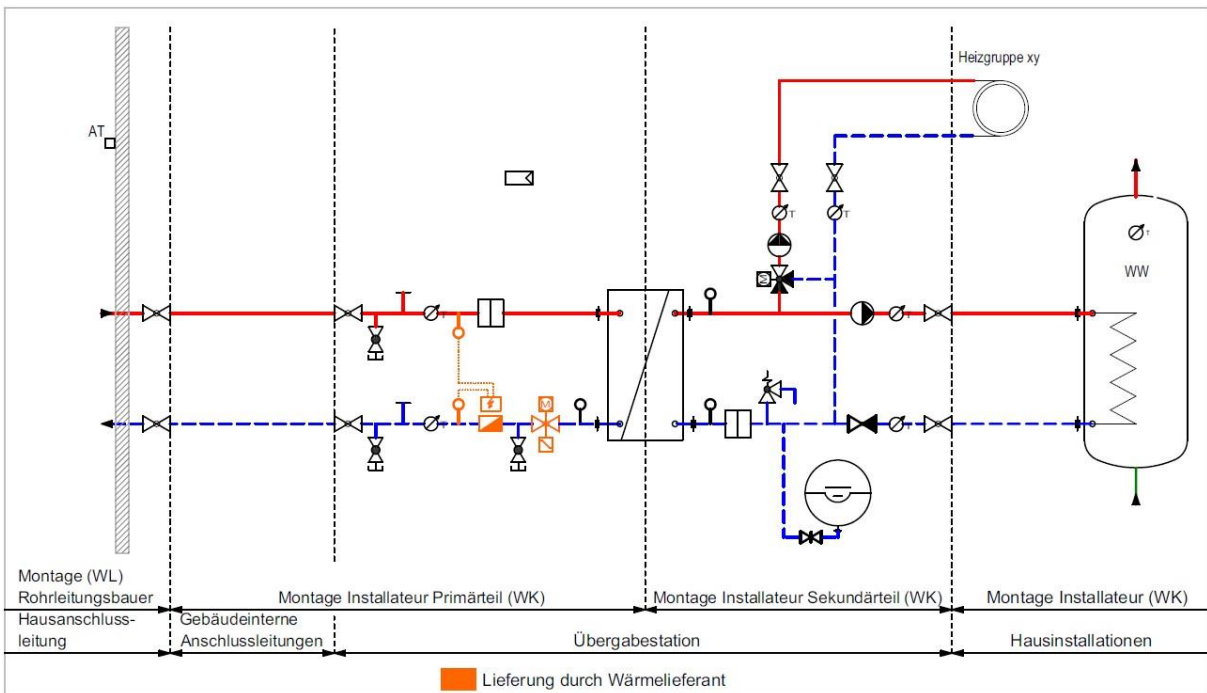 Heizgruppe xy
AT
T
T
M
T
WW
T
T
T
M
T
T
Montage (WL)
Rohrleitungsbauer
Montage Installateur Primärteil (WK)
Montage Installateur Sekundärteil (WK)
Montage Installateur (WK)
Hausanschluss-
leitung
Gebäudeinterne
Anschlussleitungen
Übergabestation
Hausinstallationen
Lieferung durch Wärmelieferant